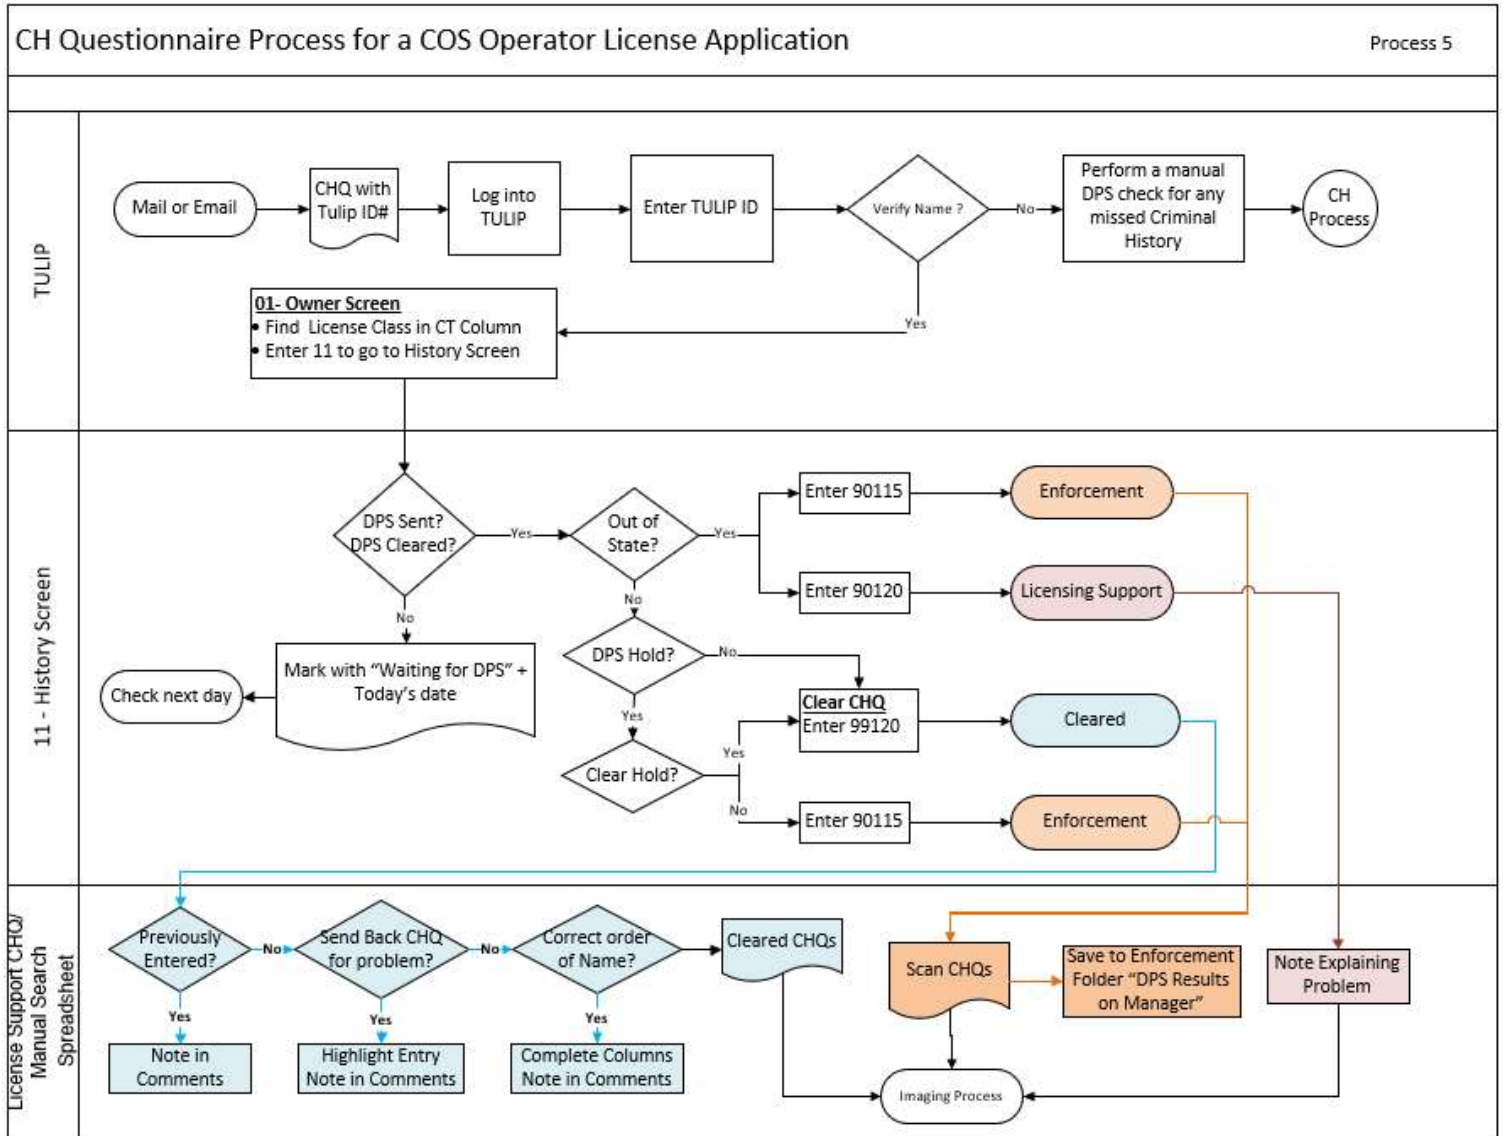 CH Questionnaire Process for a COS Operator License Application
Process 5
TULIP
Mail or Email
CHQ with
Tulip ID#
Log into
TULIP
Enter TULIP ID
Verify Name ?
No
Perform a manual
DPS check for any
missed Criminal
History
CH
Process
Yes
01- Owner Screen
• Find License Class in CT Column
• Enter 11 to go to History Screen
11 - History Screen
DPS Sent?
DPS Cleared?
Yes
Out of
State?
Yes
Enter 90115
Enforcement
Enter 90120
Licensing Support
No
No
Mark with “Waiting for DPS” +
Today’s date
Check next day
DPS Hold?
No
Clear CHQ
Enter 99120
Cleared
Yes
Clear Hold?
Yes
No
Enter 90115
Enforcement
License Support CHQ/
Manual Search
Spreadsheet
Previously
Entered?
No
Send Back CHQ
for problem?
No
Correct order
of Name?
Cleared CHQs
Scan CHQs
Save to Enforcement
Folder “DPS Results
on Manager”
Note Explaining
Problem
Yes
Yes
Yes
Note in
Comments
Highlight Entry
Note in Comments
Complete Columns
Note in Comments
Imaging Process